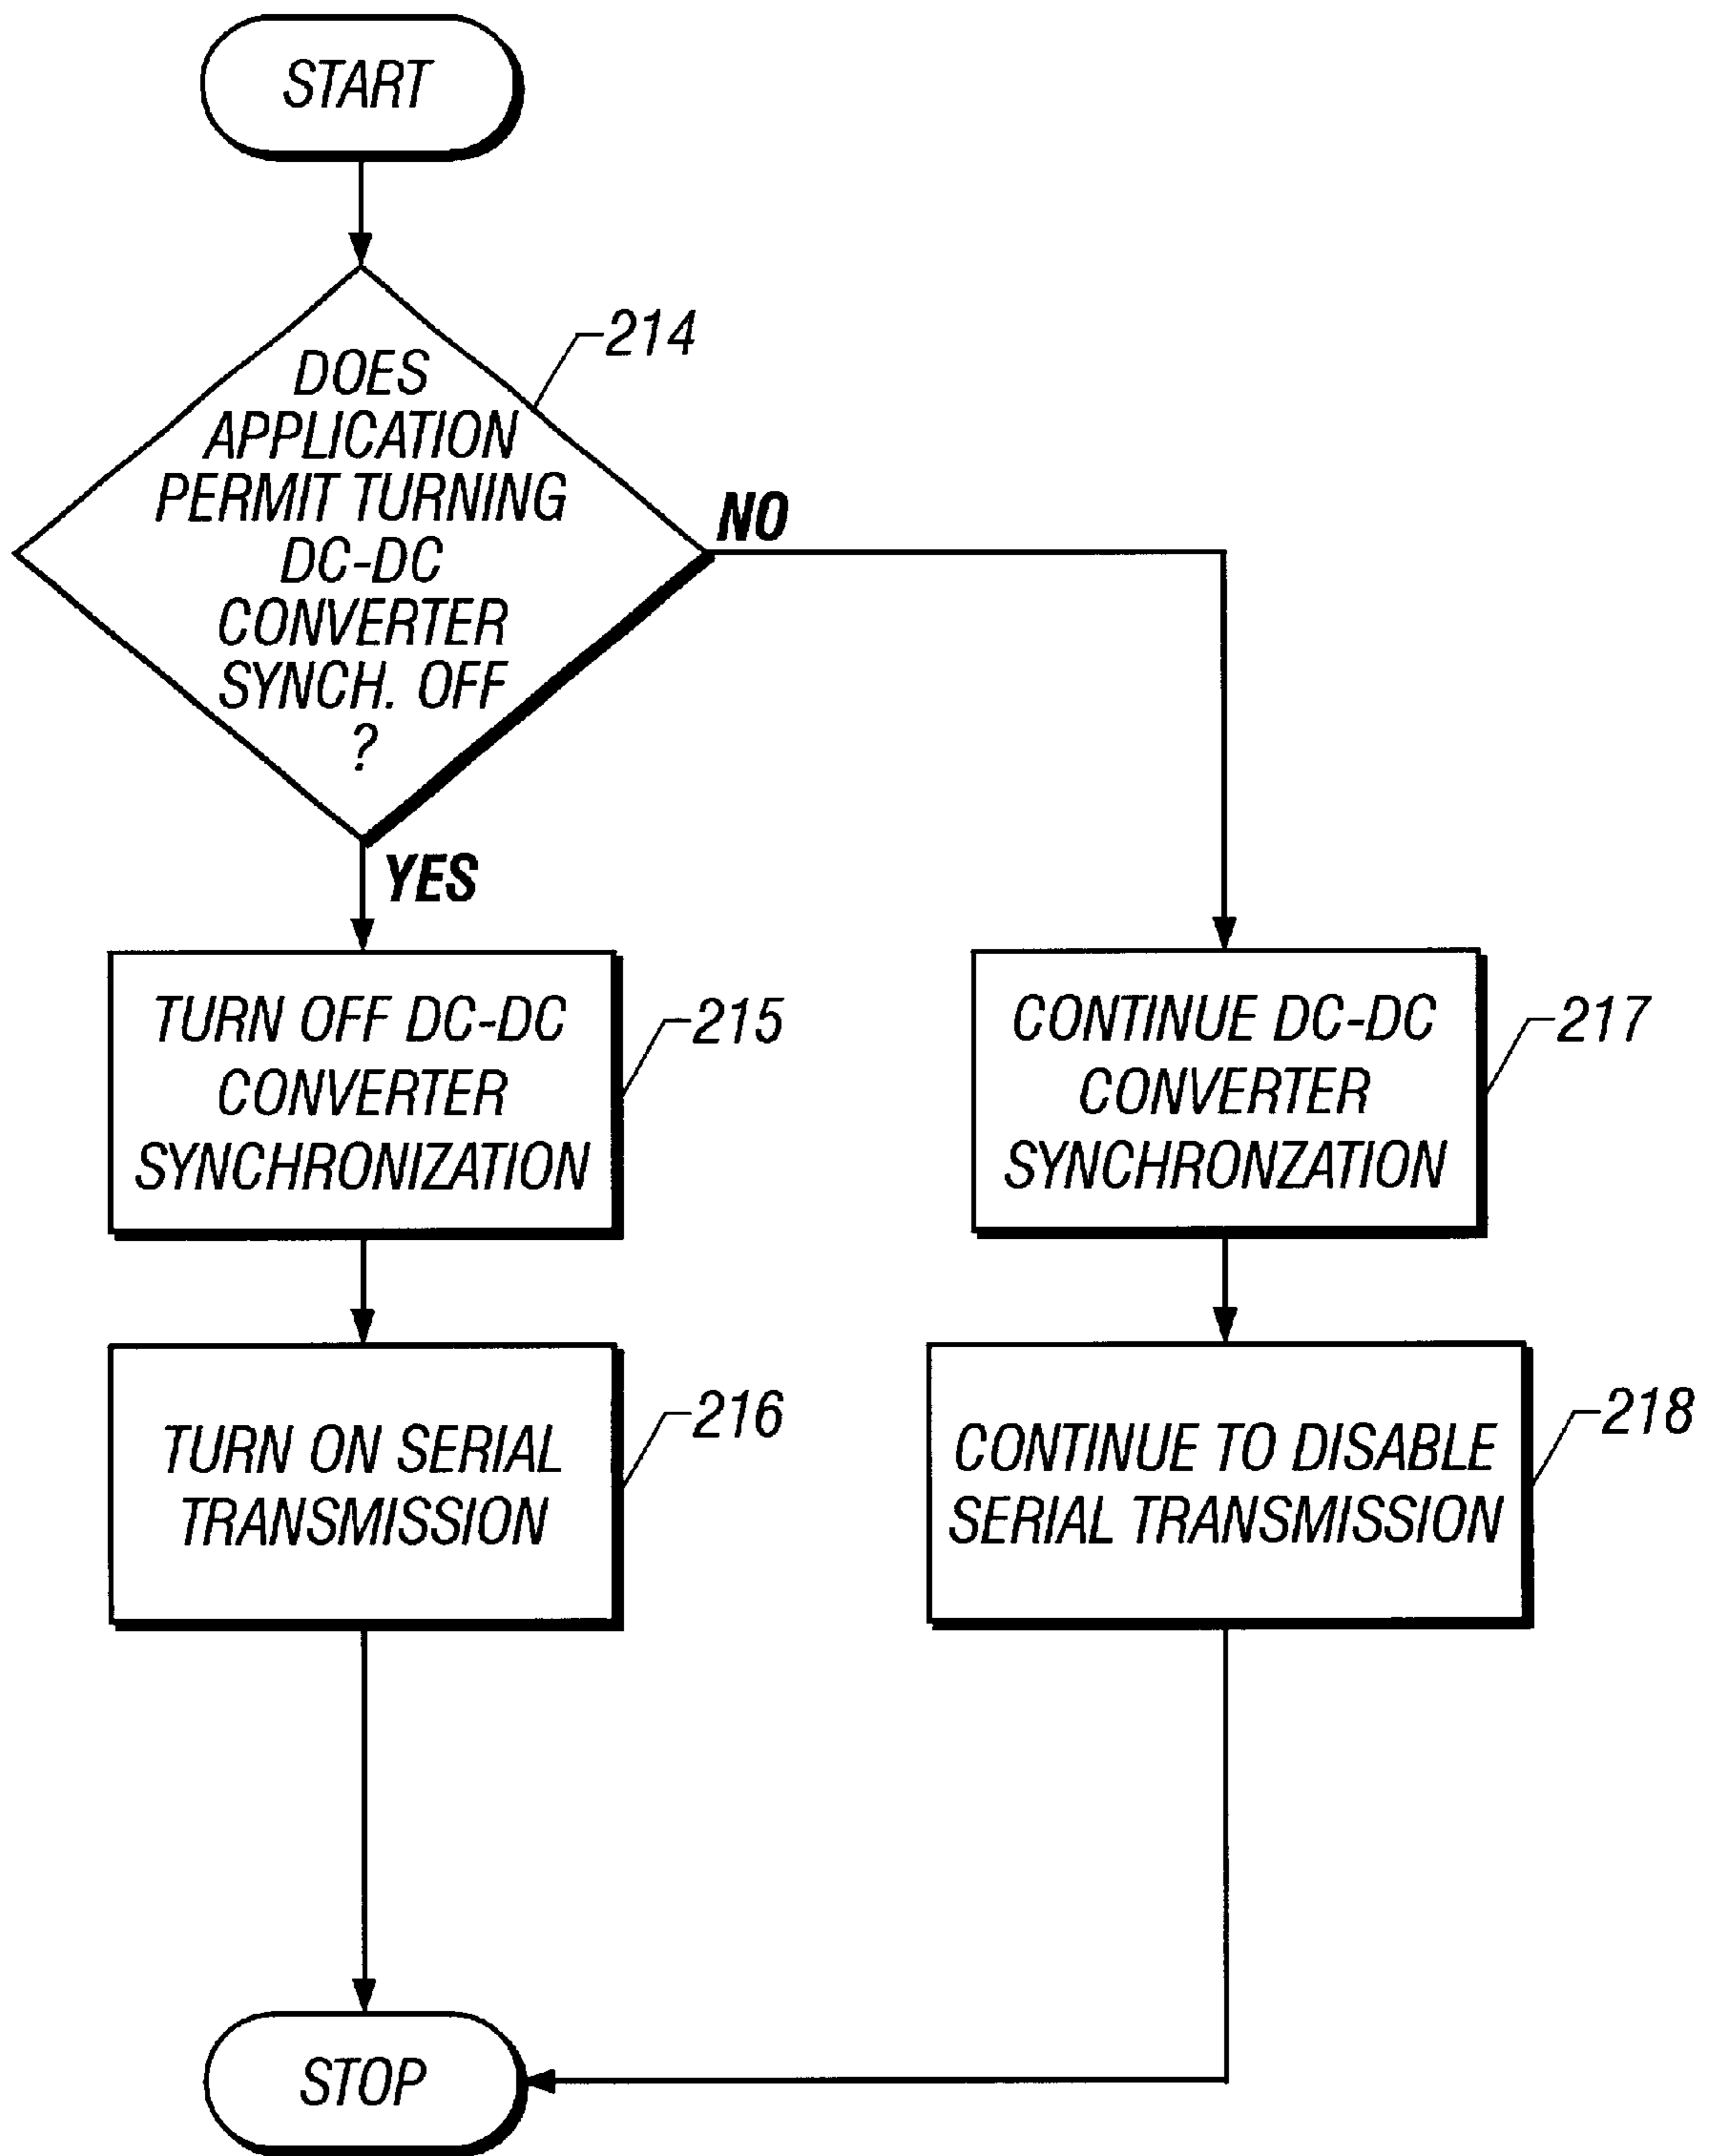 START
DOES
APPLICATION
PERMIT TURNING
DC-DC
CONVERTER
SYNCH. OFF
?
214
NO
YES
TURN OFF DC-DC
CONVERTER
SYNCHRONIZATION
215
CONTINUE DC-DC
CONVERTER
SYNCHRONZATION
217
TURN ON SERIAL
TRANSMISSION
216
CONTINUE TO DISABLE
SERIAL TRANSMISSION
218
STOP